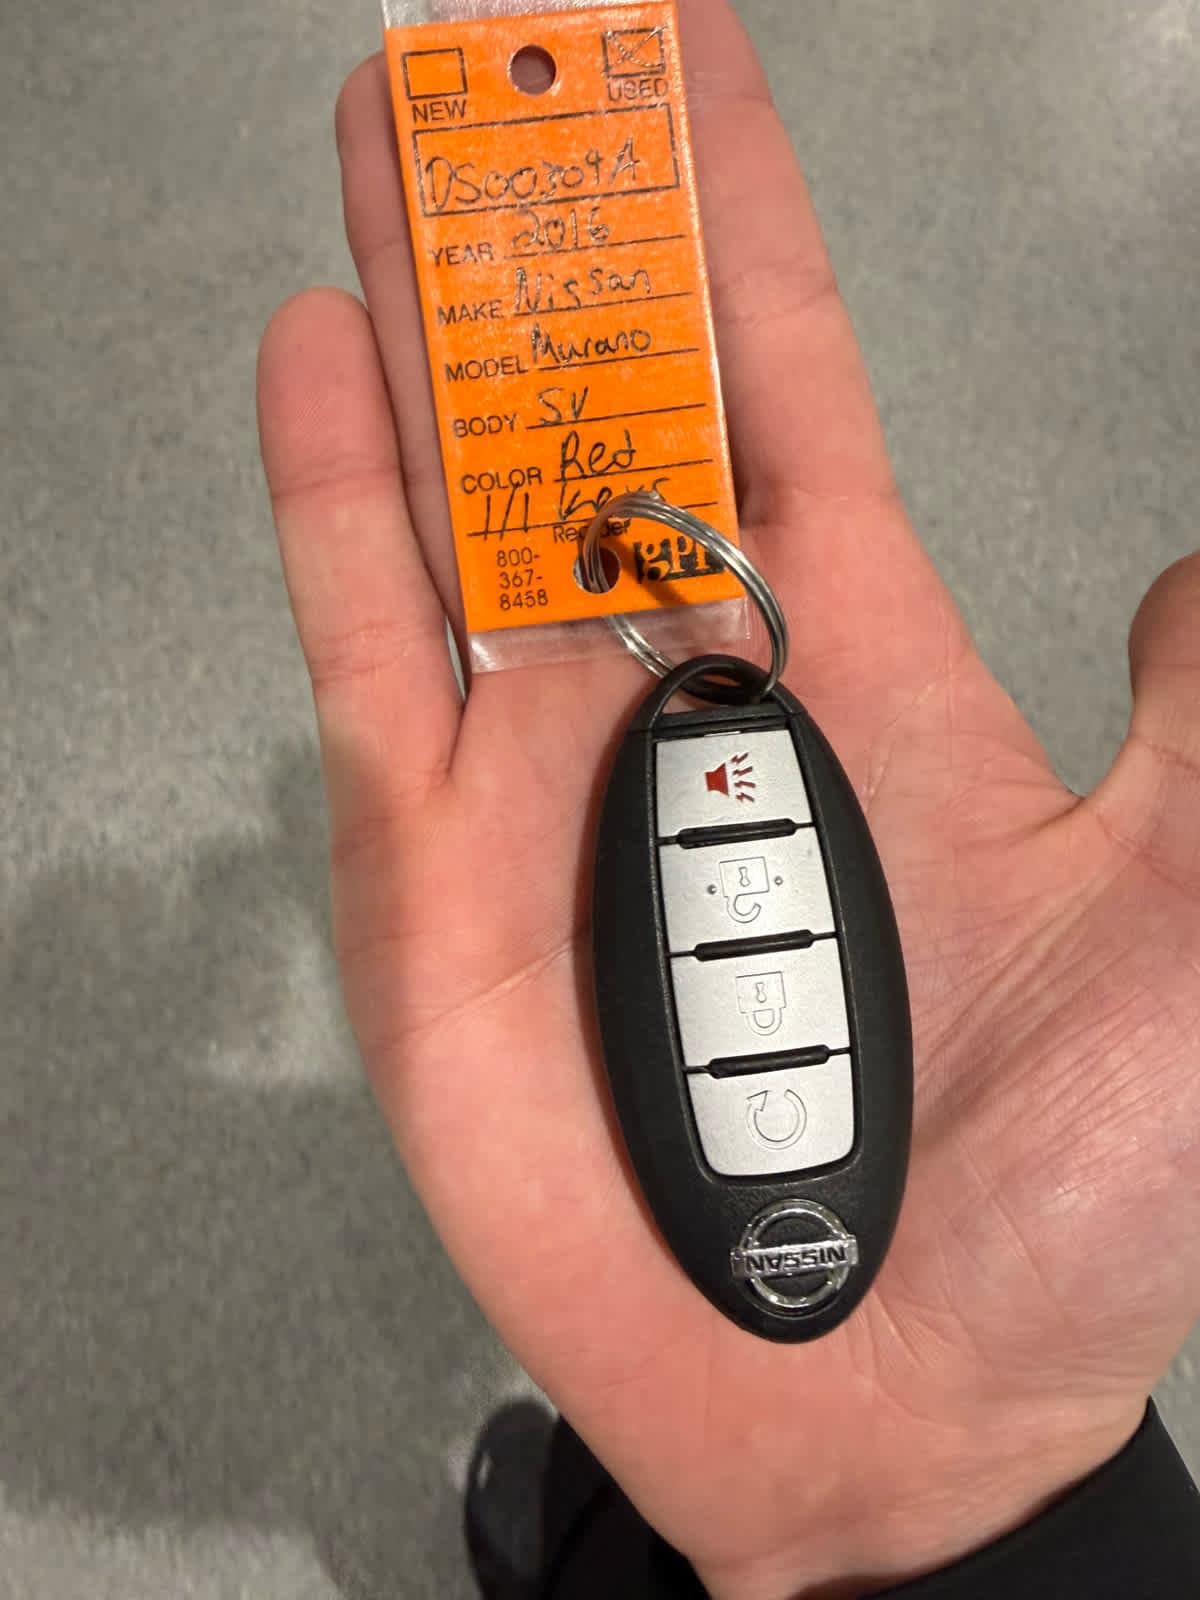 NEW
USED
DS00309A
YEAR 2016
MAKE Nissan
MODEL Murano
BODY SV
COLOR Red
1/1 keys
Reorder
800-
367-
8458
NISSAN